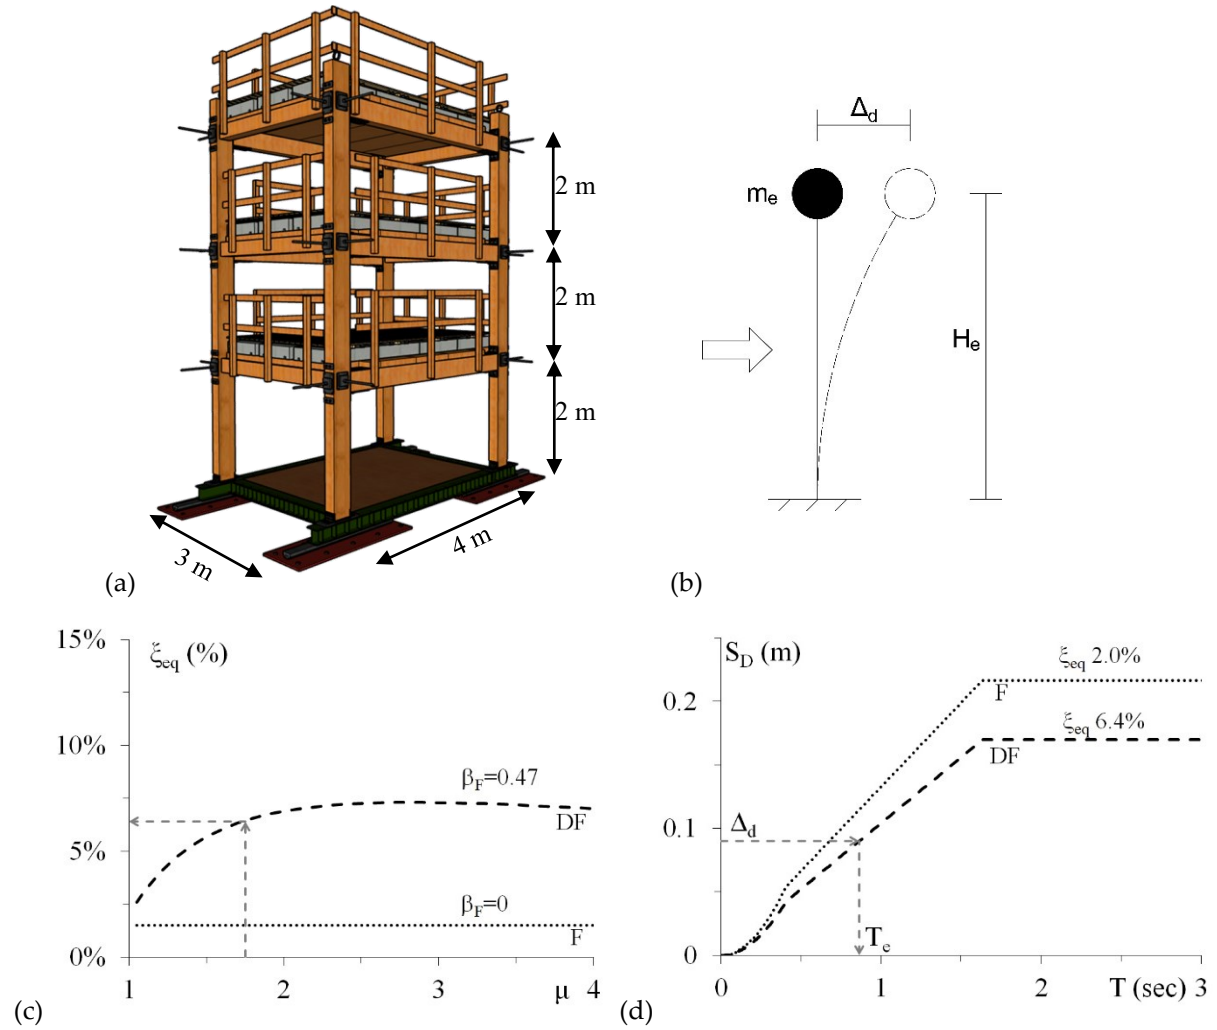 2 m
2 m
2 m
3 m
4 m
(a)
Δd
me
He
(b)
15%
ξeq (%)
10%
5%
0%
βF=0.47
DF
βF=0
F
1
2
3
μ
4
(c)
SD (m)
0.2
0.1
0
ξeq 2.0%
F
ξeq 6.4%
DF
Δd
Te
0
1
2
T (sec)
3
(d)